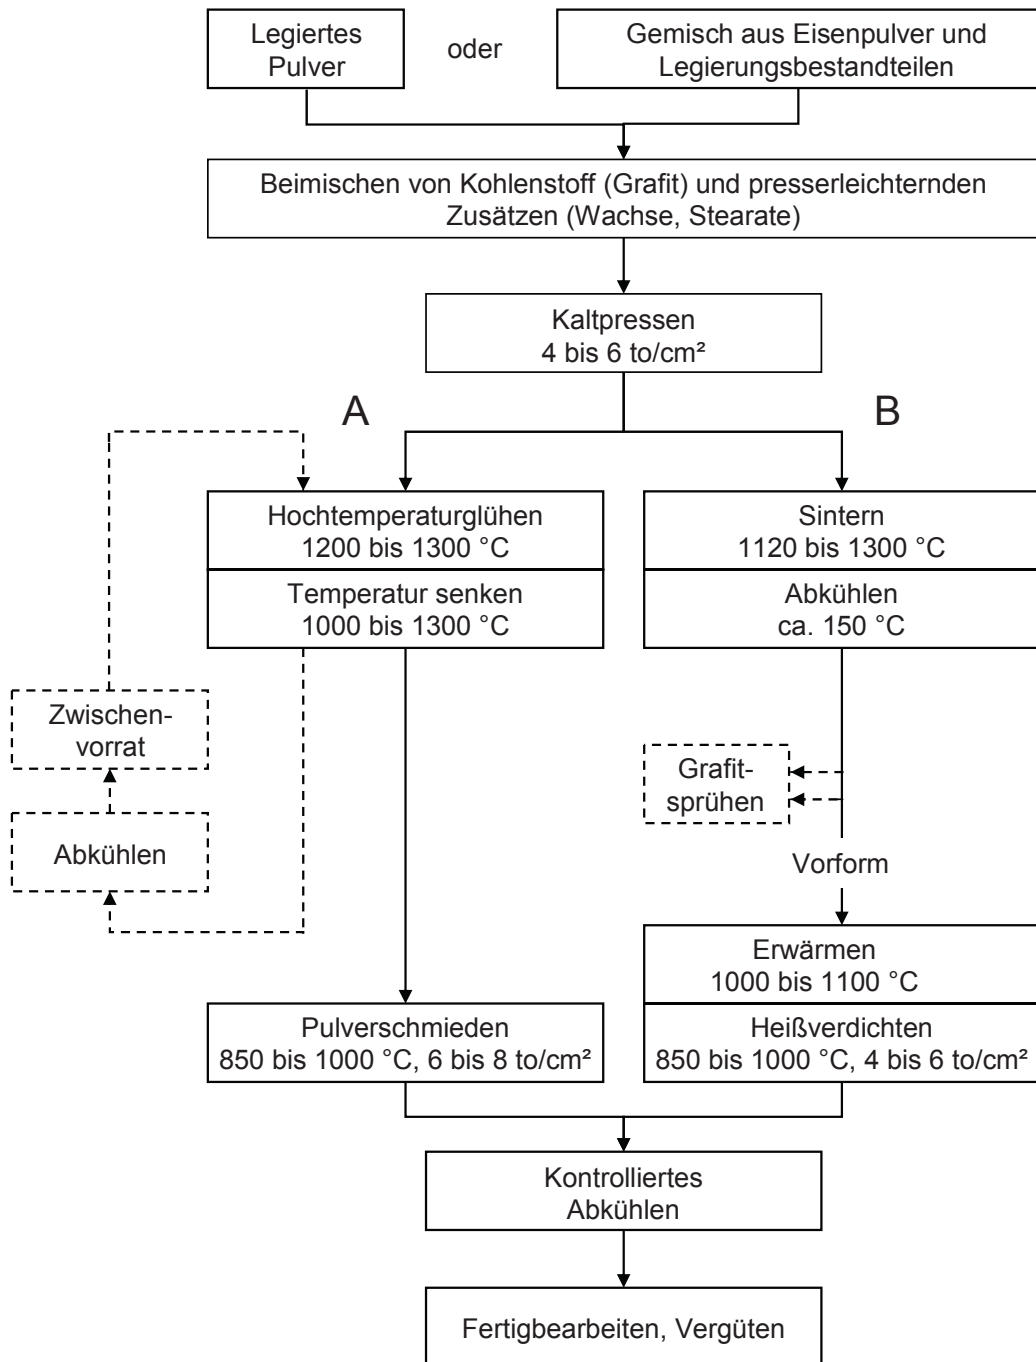 Legiertes
Pulver
oder
Gemisch aus Eisenpulver und
Legierungsbestandteilen
Beimischen von Kohlenstoff (Grafit) und presserleichternden
Zusätzen (Wachse, Stearate)
Kaltpressen
4 bis 6 to/cm²
A
B
Hochtemperaturglühen
1200 bis 1300 °C
Temperatur senken
1000 bis 1300 °C
Sintern
1120 bis 1300 °C
Abkühlen
ca. 150 °C
Zwischen-
vorrat
Abkühlen
Grafit-
sprühen
Vorform
Erwärmen
1000 bis 1100 °C
Pulverschmieden
850 bis 1000 °C, 6 bis 8 to/cm²
Heißverdichten
850 bis 1000 °C, 4 bis 6 to/cm²
Kontrolliertes
Abkühlen
Fertigbearbeiten, Vergüten